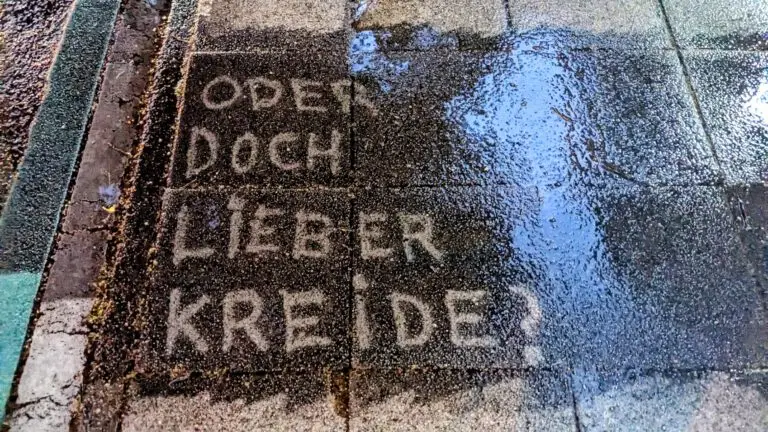 ODER
DOCH
LiEBER
KREiDE?